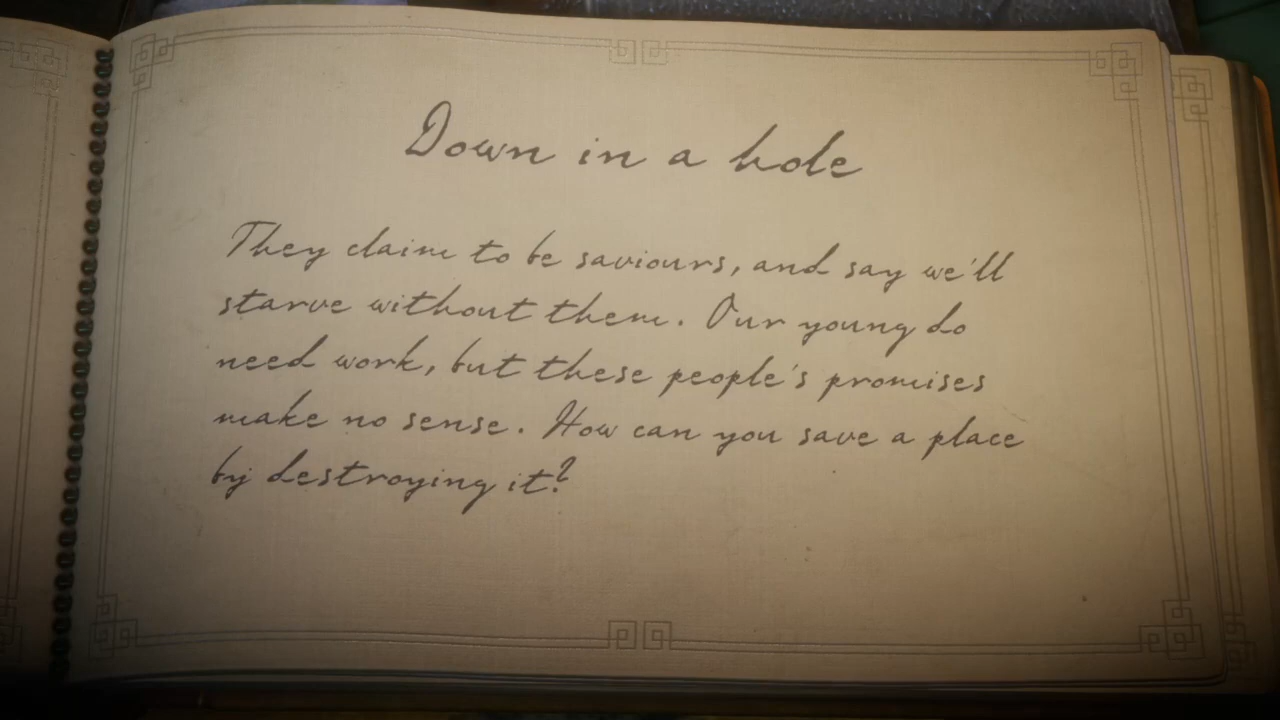 Down in a hole
They claim to be saviours, and say we'll
starve without them. Our young do
need work, but these people's promises
make no sense. How can you save a place
by destroying it?